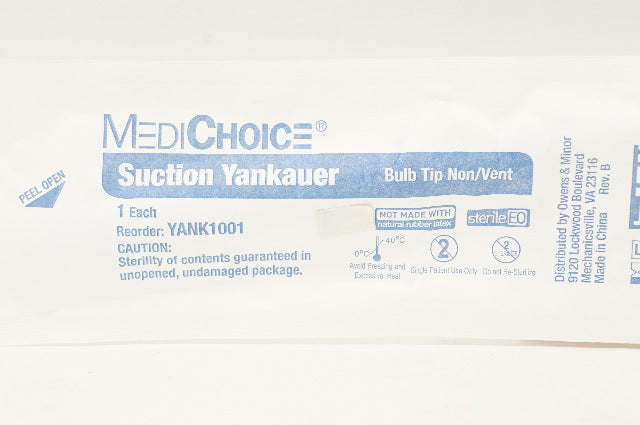 PEEL OPEN
MEDICHOICE®
Suction Yankauer Bulb Tip Non/Vent
1 Each
Reorder: YANK1001
CAUTION:
Sterility of contents guaranteed in
unopened, undamaged package.
NOT MADE WITH
natural rubber latex
sterile EO
0°C 40°C
Avoid Freezing and
Excessive Heat
2
Single Patient Use Only
2
STERILIZE
Do not Re-Sterilize
Distributed by Owens & Minor
9120 Lockwood Boulevard
Mechanicsville, VA 23116
Made in China Rev. B